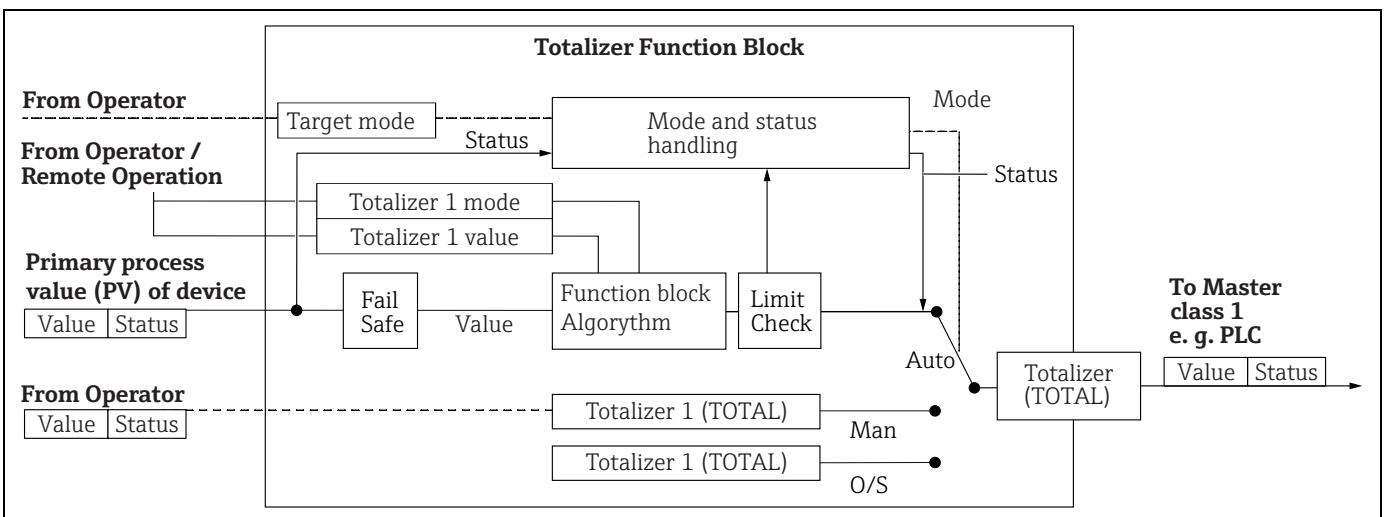 Totalizer Function Block
From Operator
Target mode
Mode and status
handling
Mode
Status
From Operator /
Remote Operation
Status
Totalizer 1 mode
Totalizer 1 value
Primary process
value (PV) of device
Value Status
Fail
Safe
Value
Function block
Algorythm
Limit
Check
Auto
To Master
class 1
e. g. PLC
Totalizer
(TOTAL)
Value Status
From Operator
Value Status
Totalizer 1 (TOTAL)
Man
Totalizer 1 (TOTAL)
O/S